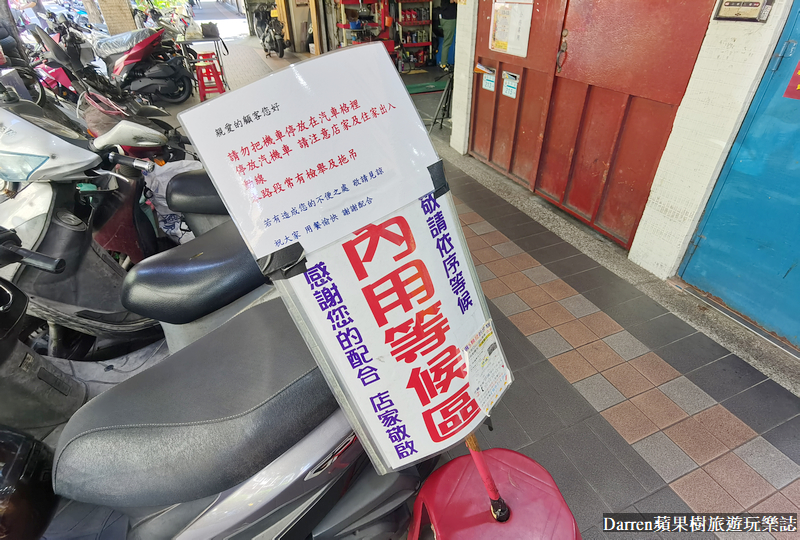 親愛的顧客您好
請勿把機車停放在汽車格裡
停放汽機車 請注意店家及住家出入
線
路段常有檢舉及拖吊
若有造成您的不便之處 敬請見諒
祝大家 用餐愉快 謝謝配合
敬請依序等候
內用等候區
感謝您的配合 店家敬啟
Darren蘋果樹旅遊玩樂誌